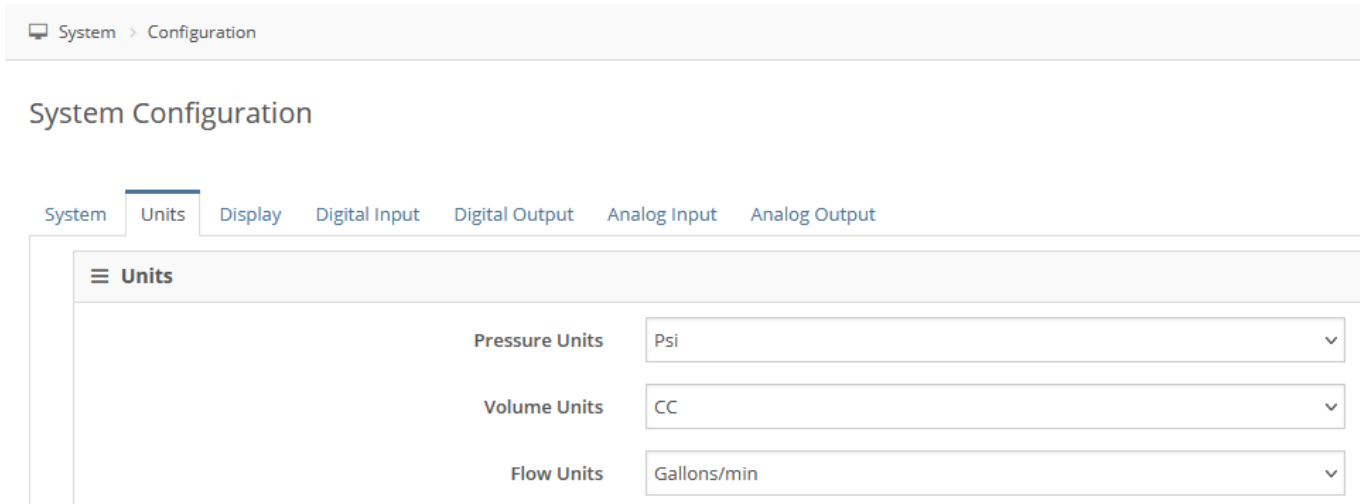 System > Configuration
System Configuration
System Units Display Digital Input Digital Output Analog Input Analog Output
Units
Pressure Units Psi
Volume Units CC
Flow Units Gallons/min